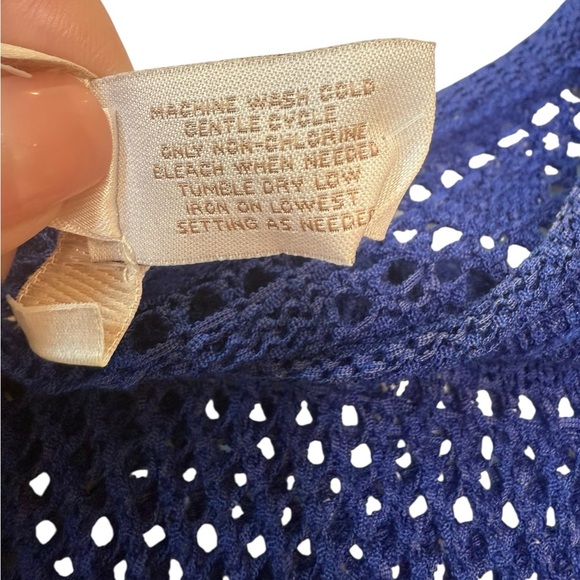 MACHINE WASH COLD
GENTLE CYCLE
ONLY NON-CHLORINE
BLEACH WHEN NEEDED
TUMBLE DRY LOW
IRON ON LOWEST
SETTING AS NEEDED